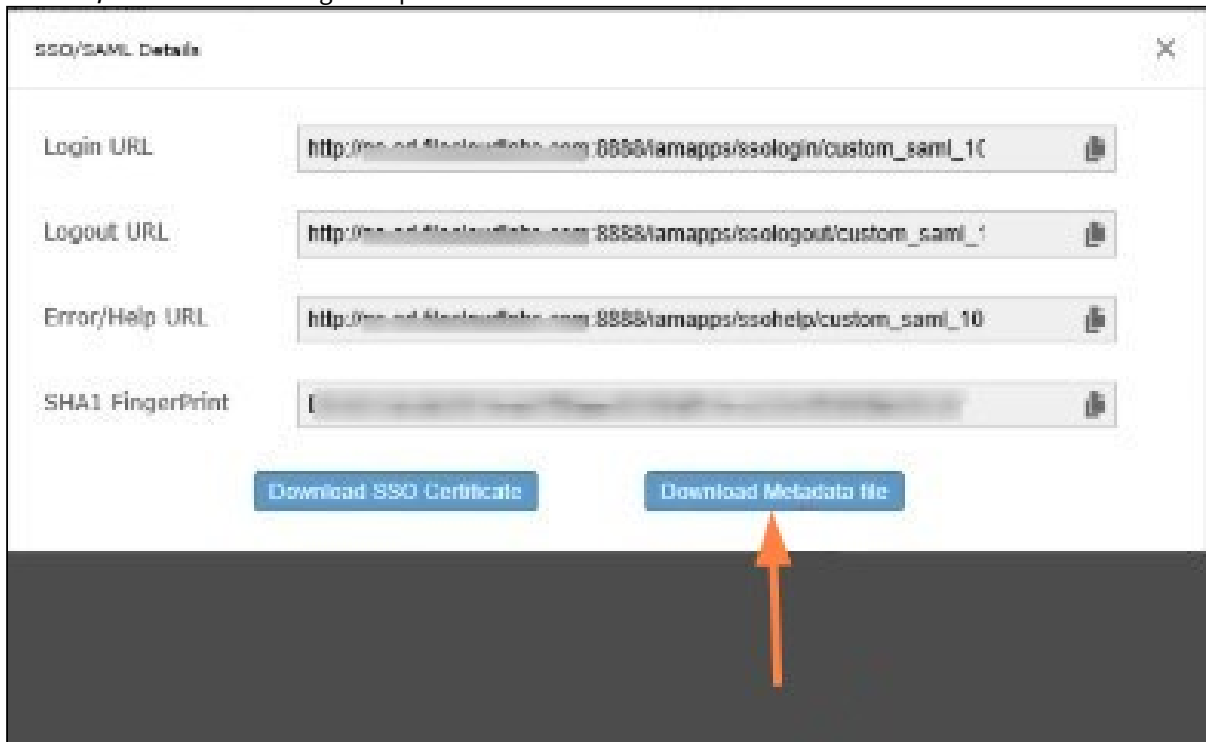 SSO/SAML Details
Login URL
http:// :8888/iamapps/ssologin/custom_saml_10
Logout URL
http:// :8888/iamapps/ssologout/custom_saml_1
Error/Help URL
http:// :8888/iamapps/ssohelp/custom_saml_10
SHA1 FingerPrint
Download SSO Certificate
Download Metadata file